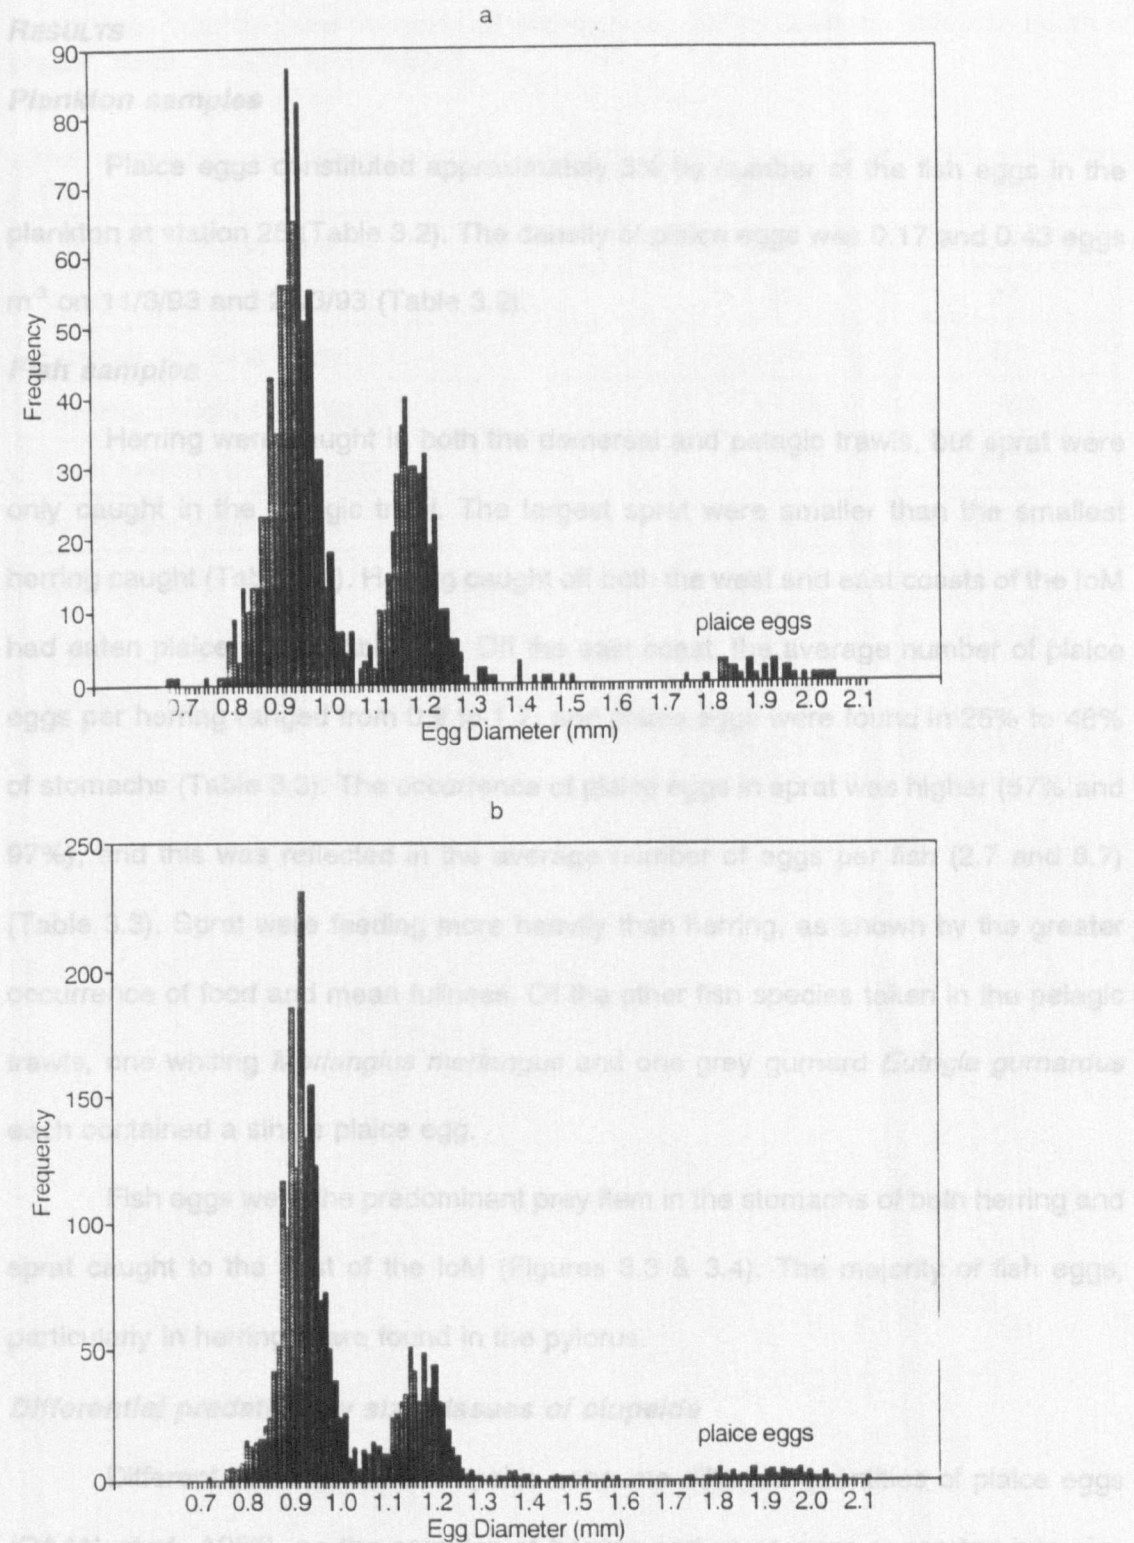 a
RESULTS
90
Plankton samples
80
Plaice eggs constituted approximately 3% by number of the fish eggs in the
70
plankton at station 25 (Table 3.2). The density of plaice eggs was 0.17 and 0.43 eggs
60
m⁻³ on 11/3/93 and /3/93 (Table 3.2).
50
Frequency
Fish samples
40
Herring were caught in both the demersal and pelagic trawls, but sprat were
30
only caught in the pelagic trawl. The largest sprat were smaller than the smallest
20
herring caught (Table ). Herring caught off both the west and east coasts of the IoM
10
plaice eggs
had eaten plaice Off the east coast, the average number of plaice
0
0.7 0.8 0.9 1.0 1.1 1.2 1.3 1.4 1.5 1.6 1.7 1.8 1.9 2.0 2.1
eggs per herring ranged from eggs were found in 25% to 48%
Egg Diameter (mm)
of stomachs (Table 3.3). The occurrence of plaice eggs in sprat was higher (57% and
b
250
97%), and this was reflected in the average number of eggs per fish (2.7 and 8.7)
(Table 3.3). Sprat were feeding more heavily than herring, as shown by the greater
200
occurrence of food and mean fullness. Of the other fish species taken in the pelagic
trawls, one whiting Merlangius merlangus and one grey gurnard Eutrigla gurnardus
150
Frequency
each contained a single plaice egg.
100
Fish eggs were the predominant prey item in the stomachs of both herring and
sprat caught to the of the IoM (Figures 3.3 & 3.4). The majority of fish eggs,
50
particularly in herring were found in the pylorus.
Differential predation by size classes of clupeids
plaice eggs
0
of plaice eggs
0.7 0.8 0.9 1.0 1.1 1.2 1.3 1.4 1.5 1.6 1.7 1.8 1.9 2.0 2.1
Egg Diameter (mm)